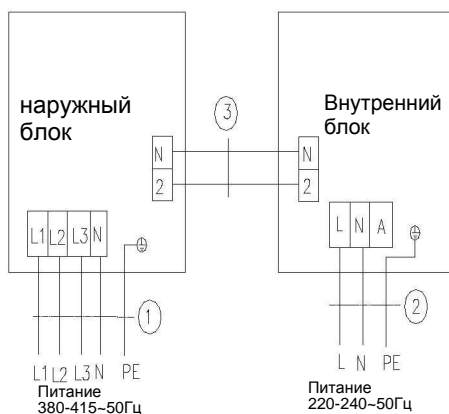 наружный
блок
Внутренний
блок
3
N
2
N
2
L1 L2 L3 N
L N A
1
2
L1 L2 L3 N PE
L N PE
Питание
380-415~50Гц
Питание
220-240~50Гц